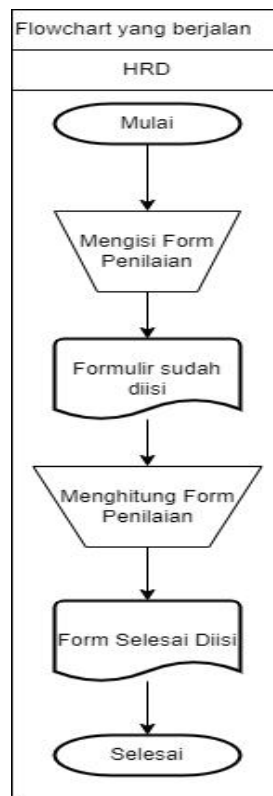 Flowchart yang berjalan
HRD
Mulai
Mengisi Form
Penilaian
Formulir sudah
diisi
Menghitung Form
Penilaian
Form Selesai Diisi
Selesai